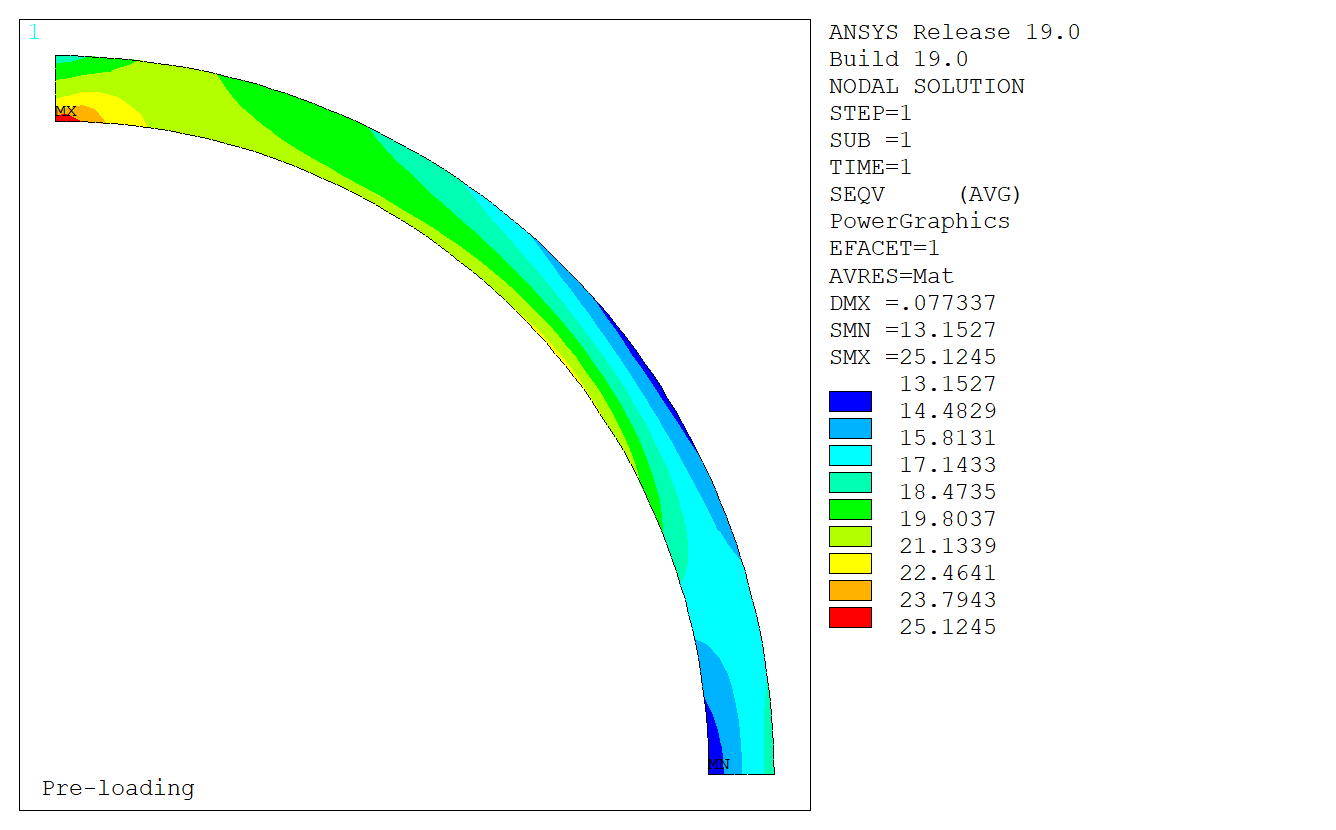 1
MX
MN
Pre-loading
ANSYS Release 19.0
Build 19.0
NODAL SOLUTION
STEP=1
SUB =1
TIME=1
SEQV     (AVG)
PowerGraphics
EFACET=1
AVRES=Mat
DMX =.077337
SMN =13.1527
SMX =25.1245
13.1527
14.4829
15.8131
17.1433
18.4735
19.8037
21.1339
22.4641
23.7943
25.1245